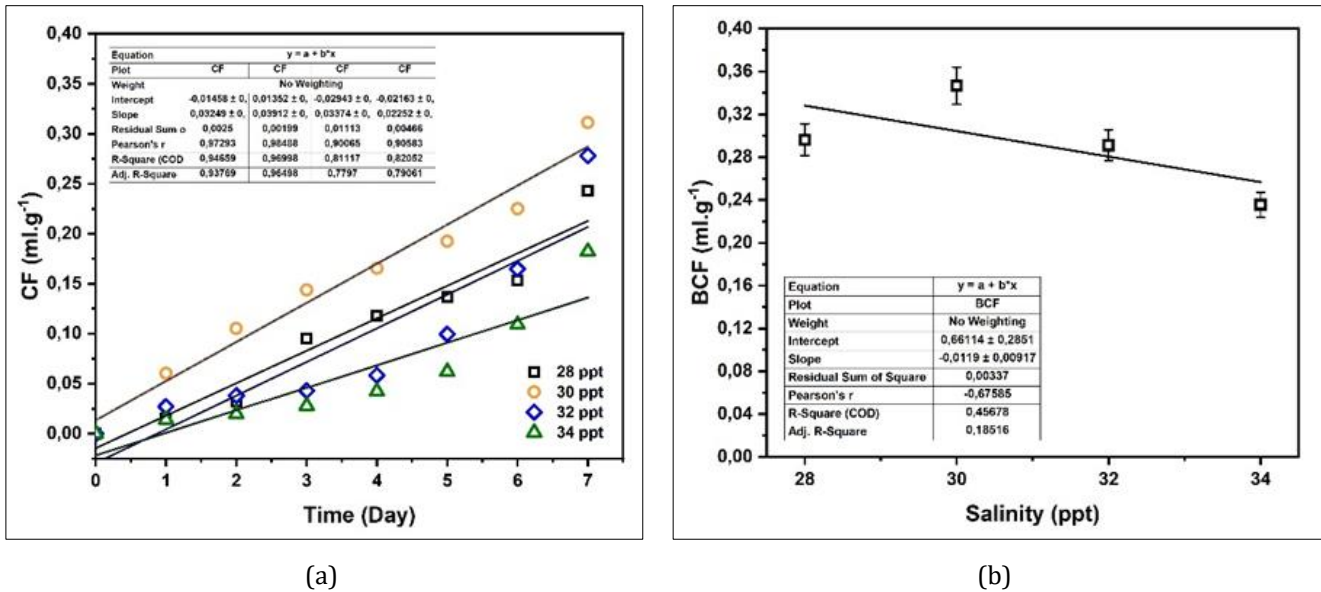 0,40
0,35
0,30
0,25
0,20
0,15
0,10
0,05
0,00
CF (ml.g-1)
Equation y = a + b*x
Plot CF CF CF CF
Weight No Weighting
Intercept -0,01458 ± 0, 0,01352 ± 0, -0,02943 ± 0, -0,02163 ± 0,
Slope 0,03249 ± 0, 0,03912 ± 0, 0,03374 ± 0, 0,02252 ± 0,
Residual Sum o 0,0025 0,00199 0,01113 0,00466
Pearson's r 0,97293 0,98488 0,90065 0,90583
R-Square (COD 0,94659 0,96998 0,81117 0,82052
Adj. R-Square 0,93769 0,96498 0,7797 0,79061
28 ppt
30 ppt
32 ppt
34 ppt
0 1 2 3 4 5 6 7
Time (Day)
(a)
0,40
0,36
0,32
0,28
0,24
0,20
0,16
0,12
0,08
0,04
0,00
BCF (ml.g-1)
Equation y = a + b*x
Plot BCF
Weight No Weighting
Intercept 0,66114 ± 0,2851
Slope -0,0119 ± 0,00917
Residual Sum of Square 0,00337
Pearson's r -0,67585
R-Square (COD) 0,45678
Adj. R-Square 0,18516
28 30 32 34
Salinity (ppt)
(b)